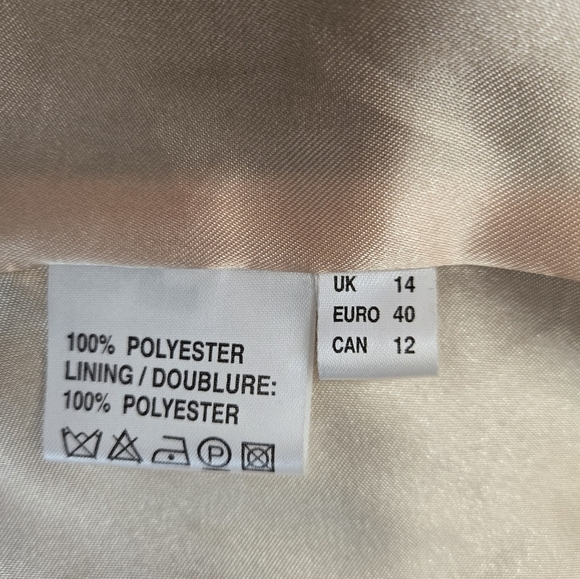 100% POLYESTER
LINING / DOUBLURE:
100% POLYESTER
P
UK 14
EURO 40
CAN 12